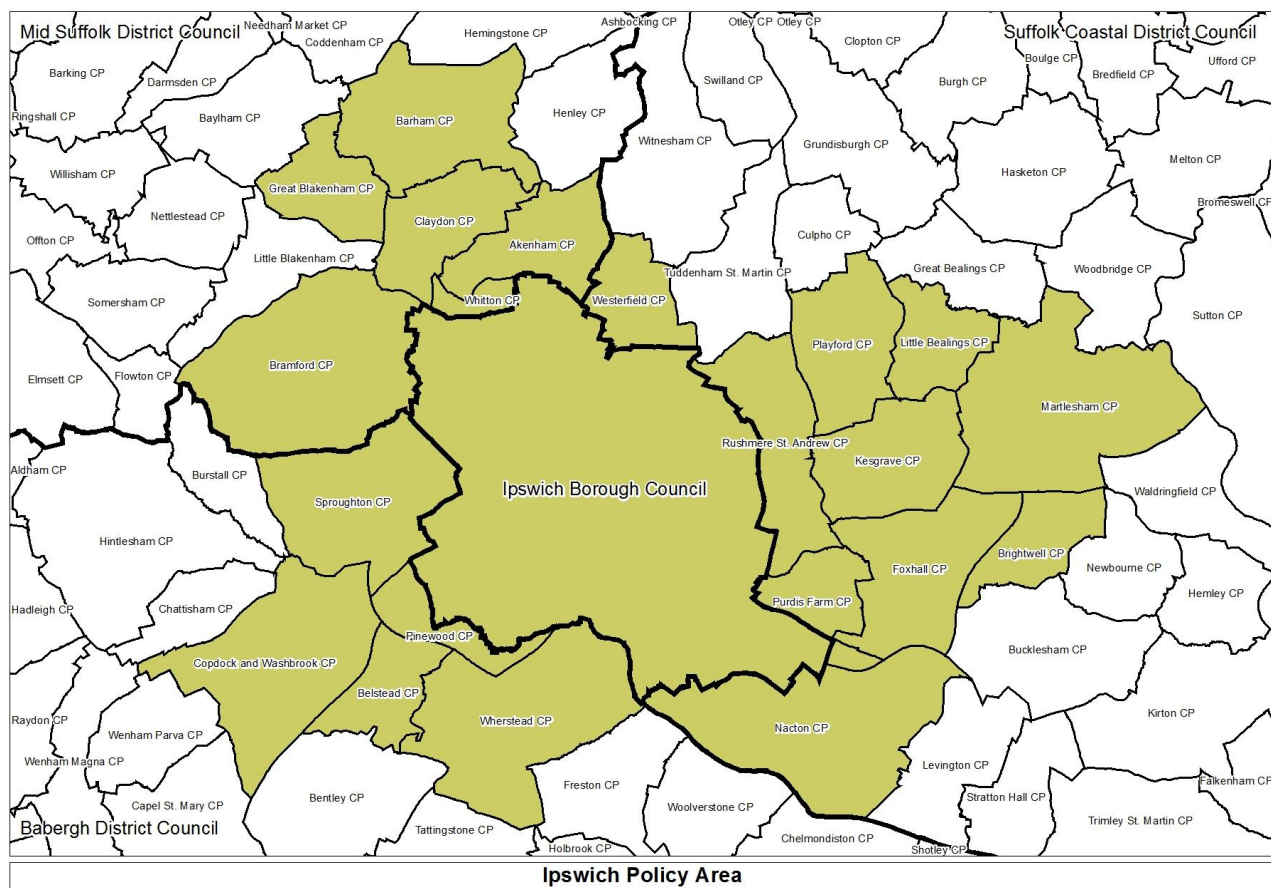 Mid Suffolk District Council
Needham Market CP
Coddenham CP
Hemingstone CP
Ashbocking CP
Otley CP
Otley CP
Clopton CP
Suffolk Coastal District Council
Boulge CP
Bredfield CP
Ufford CP
Barking CP
Darmsden CP
Swilland CP
Burgh CP
Ringshall CP
Baylham CP
Barham CP
Henley CP
Witnesham CP
Grundisburgh CP
Hasketon CP
Melton CP
Willisham CP
Great Blakenham CP
Nettlestead CP
Claydon CP
Akenham CP
Culpho CP
Bromeswell CP
Offton CP
Little Blakenham CP
Tuddenham St. Martin CP
Great Bealings CP
Woodbridge CP
Somersham CP
Whitton CP
Westerfield CP
Sutton CP
Elmsett CP
Flowton CP
Bramford CP
Playford CP
Little Bealings CP
Martlesham CP
Rushmere St. Andrew CP
Kesgrave CP
Aldham CP
Burstall CP
Sproughton CP
Ipswich Borough Council
Waldringfield CP
Hintlesham CP
Foxhall CP
Brightwell CP
Newbourne CP
Hemley CP
Hadleigh CP
Chattisham CP
Purdis Farm CP
Pinewood CP
Bucklesham CP
Copdock and Washbrook CP
Belstead CP
Raydon CP
Wenham Parva CP
Wherstead CP
Nacton CP
Kirton CP
Wenham Magna CP
Levington CP
Falkenham CP
Freston CP
Bentley CP
Capel St. Mary CP
Woolverstone CP
Stratton Hall CP
Trimley St. Martin CP
Babergh District Council
Tattingstone CP
Holbrook CP
Chelmondiston CP
Shotley CP
Ipswich Policy Area